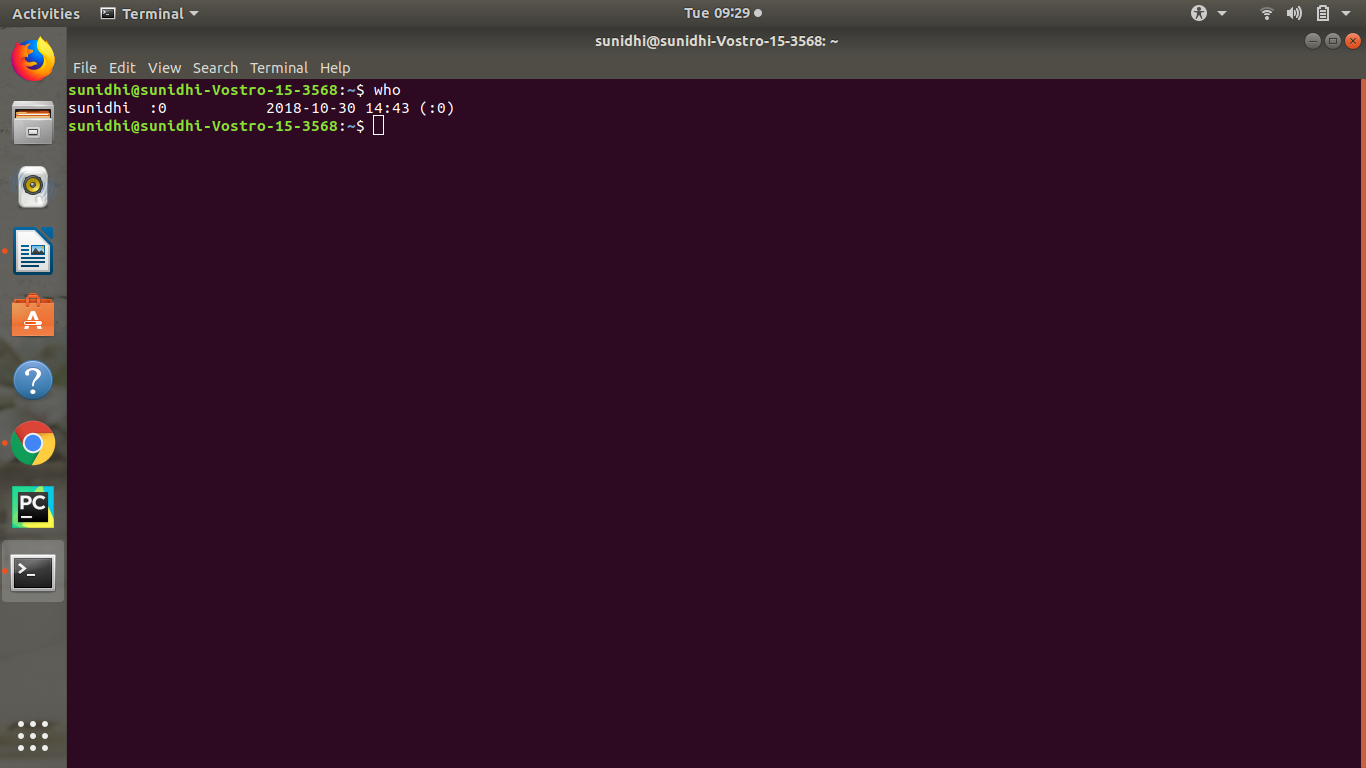 Activities Terminal Tue 09:29
sunidhi@sunidhi-Vostro-15-3568: ~
File Edit View Search Terminal Help
sunidhi@sunidhi-Vostro-15-3568:~$ who
sunidhi  :0           2018-10-30 14:43 (:0)
sunidhi@sunidhi-Vostro-15-3568:~$
A
?
PC
>_